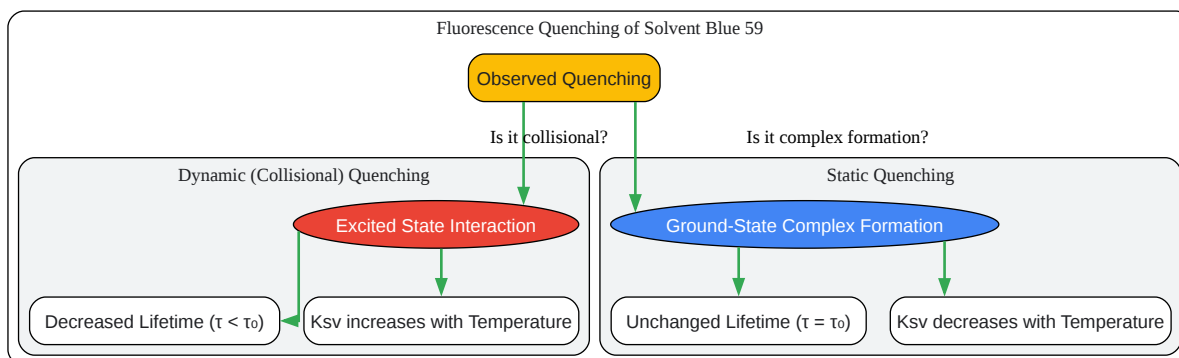 Fluorescence Quenching of Solvent Blue 59
Observed Quenching
Is it collisional?
Is it complex formation?
Dynamic (Collisional) Quenching
Static Quenching
Excited State Interaction
Ground-State Complex Formation
Decreased Lifetime (τ < τ₀)
Ksv increases with Temperature
Unchanged Lifetime (τ = τ₀)
Ksv decreases with Temperature